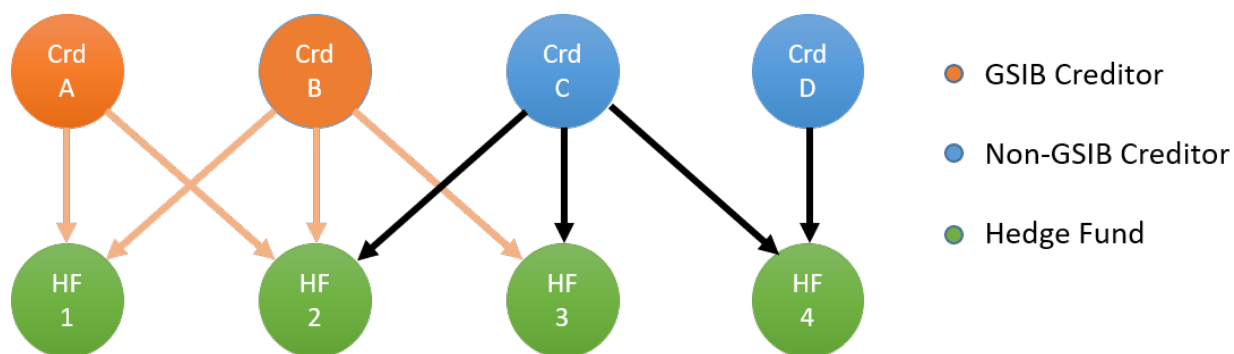 Crd
A
Crd
B
Crd
C
Crd
D
GSIB Creditor
Non-GSIB Creditor
Hedge Fund
HF
1
HF
2
HF
3
HF
4